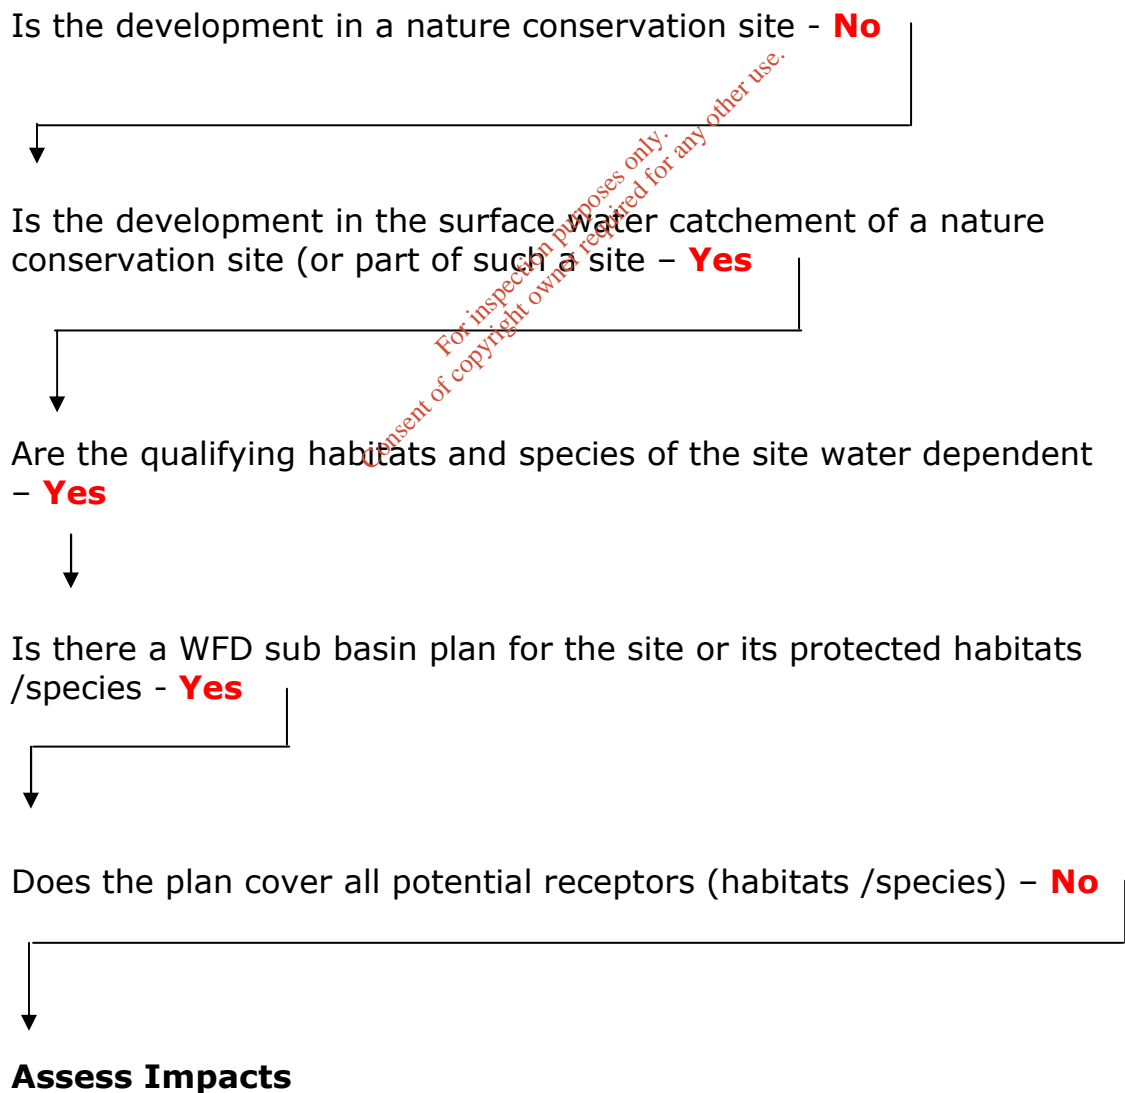 Is the development in a nature conservation site - No
For inspection purposes only.
Consent of copyright owner required for any other use.
Is the development in the surface water catchement of a nature
conservation site (or part of such a site – Yes
Are the qualifying habitats and species of the site water dependent
– Yes
Is there a WFD sub basin plan for the site or its protected habitats
/species - Yes
Does the plan cover all potential receptors (habitats /species) – No
Assess Impacts